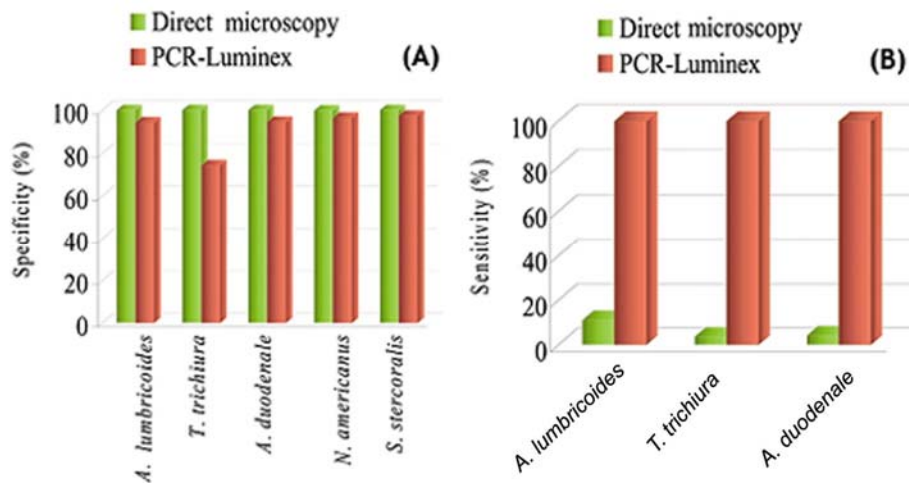 Direct microscopy
PCR-Luminex
(A)
Specificity (%)
100
80
60
40
20
0
A. lumbricoides
T. trichiura
A. duodenale
N. americanus
S. stercoralis
Direct microscopy
PCR-Luminex
(B)
Sensitivity (%)
100
80
60
40
20
0
A. lumbricoides
T. trichiura
A. duodenale